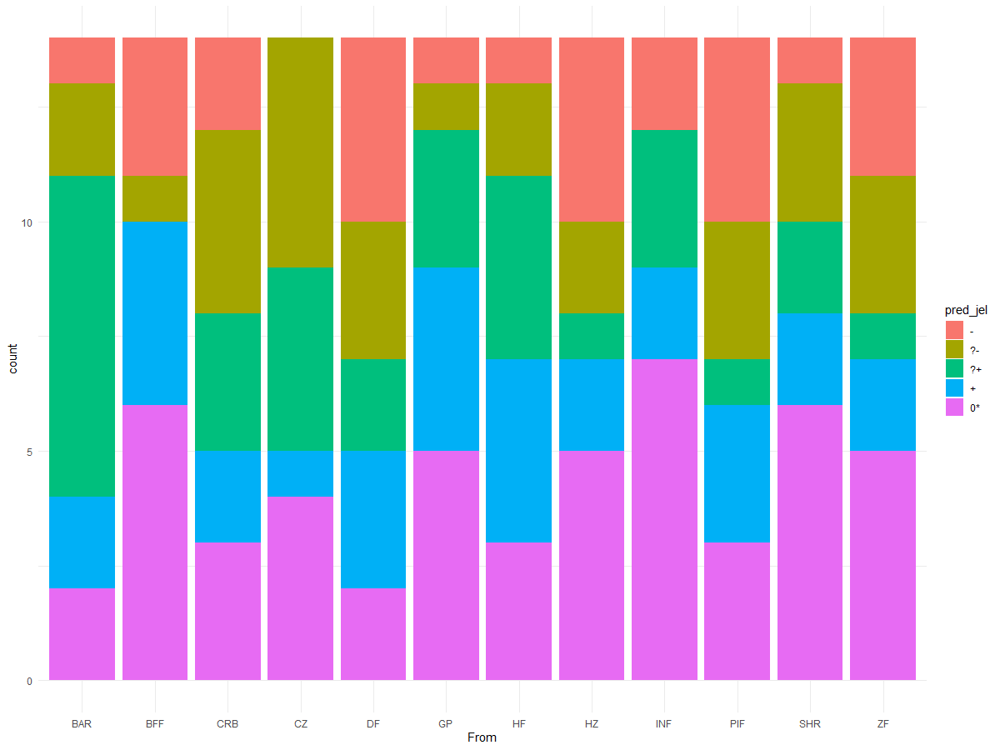 count
10
5
0
BAR BFF CRB CZ DF GP HF HZ INF PIF SHR ZF
From
pred_jel
-
?-
?+
+
0*